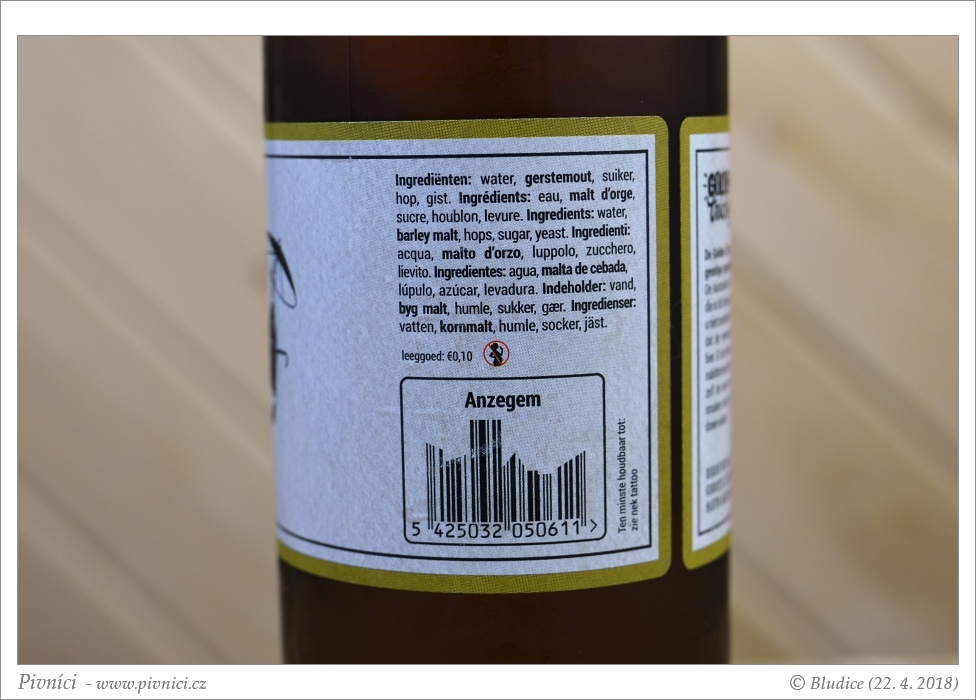 Ingrediënten: water, gerstemout, suiker,
hop, gist. Ingrédients: eau, malt d'orge,
sucre, houblon, levure. Ingredients: water,
barley malt, hops, sugar, yeast. Ingredienti:
acqua, malto d'orzo, luppolo, zucchero,
lievito. Ingredientes: agua, malta de cebada,
lúpulo, azúcar, levadura. Indeholder: vand,
byg malt, humle, sukker, gær. Ingredienser:
vatten, kornmalt, humle, socker, jäst.
leeggoed: €0,10
Anzegem
5 425032 050611 >
Ten minste houdbaar tot:
zie nek tattoo
Pivníci - www.pivnici.cz
© Bludice (22. 4. 2018)